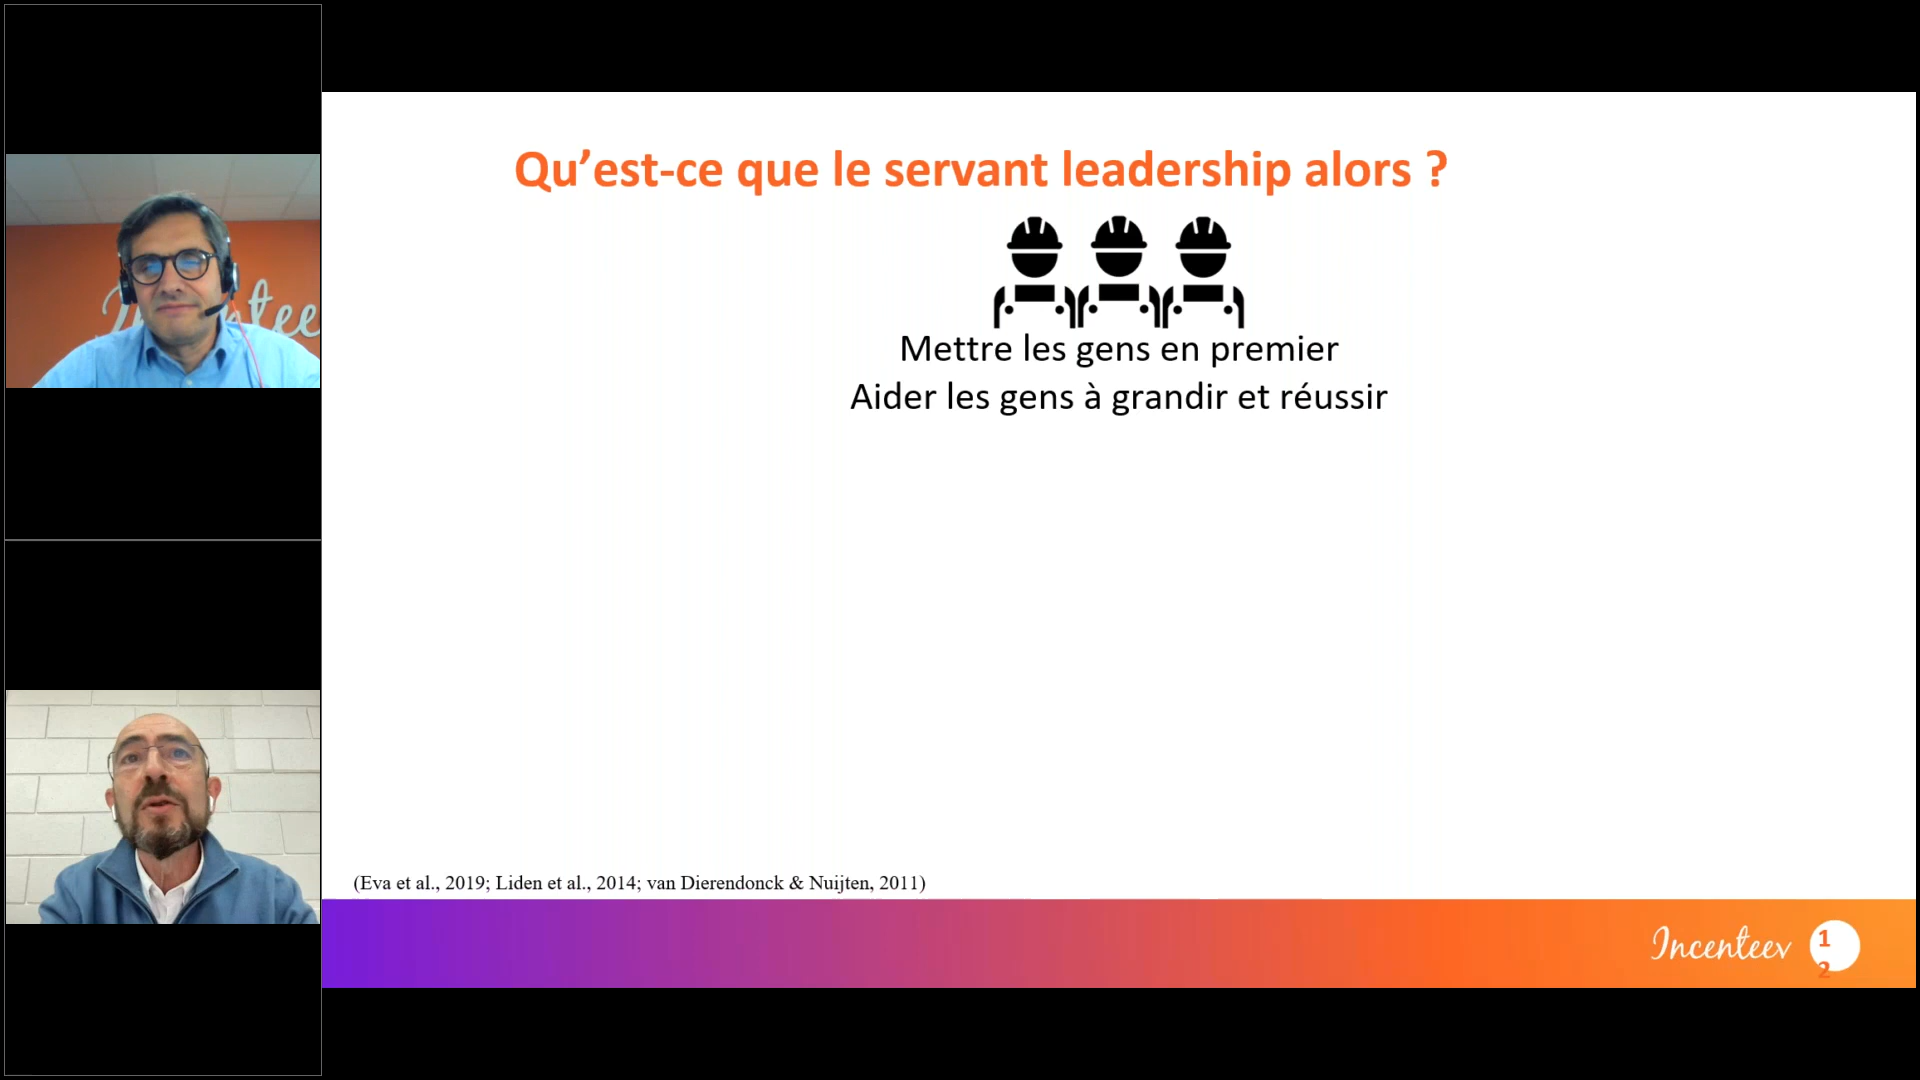 Qu’est-ce que le servant leadership alors ?
Mettre les gens en premier
Aider les gens à grandir et réussir
(Eva et al., 2019; Liden et al., 2014; van Dierendonck & Nuijten, 2011)
Incenteev
1
2